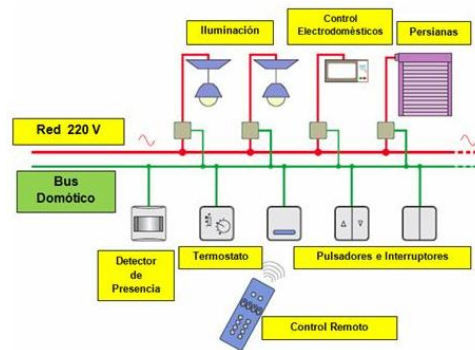 Iluminación
Control
Electrodomésticos
Persianas
Red 220 V
Bus
Domótico
Detector
de
Presencia
Termostato
Pulsadores e Interruptores
Control Remoto